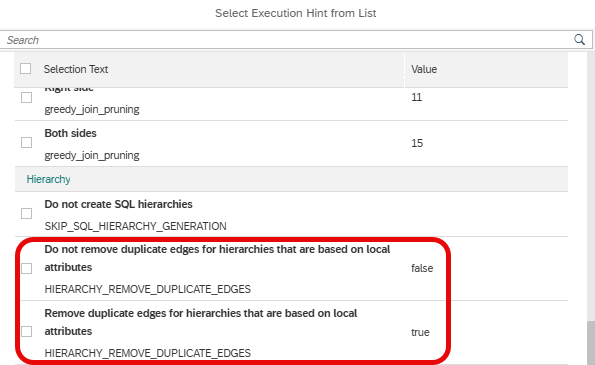 Select Execution Hint from List
Search
Selection Text Value
Right side
greedy_join_pruning 11
Both sides
greedy_join_pruning 15
Hierarchy
Do not create SQL hierarchies
SKIP_SQL_HIERARCHY_GENERATION
Do not remove duplicate edges for hierarchies that are based on local
attributes false
HIERARCHY_REMOVE_DUPLICATE_EDGES
Remove duplicate edges for hierarchies that are based on local
attributes true
HIERARCHY_REMOVE_DUPLICATE_EDGES